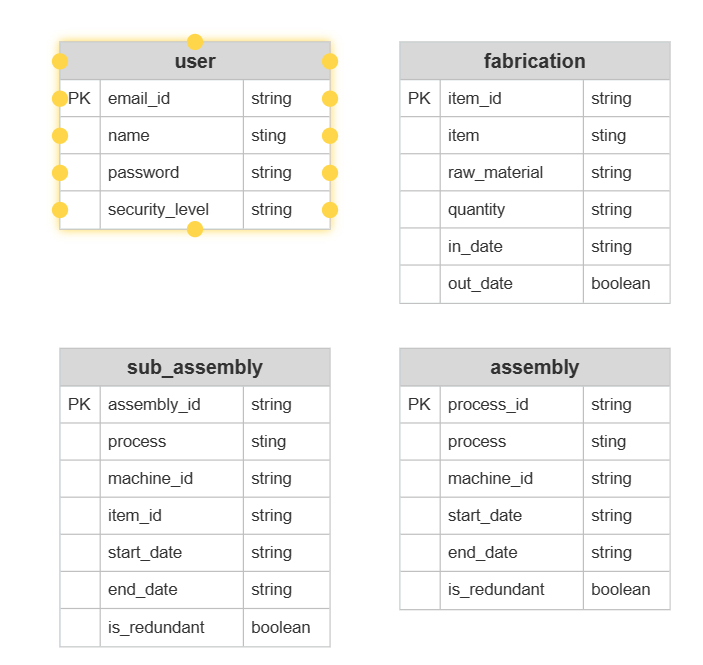 user
PK email_id string
name sting
password string
security_level string
fabrication
PK item_id string
item sting
raw_material string
quantity string
in_date string
out_date boolean
sub_assembly
PK assembly_id string
process sting
machine_id string
item_id string
start_date string
end_date string
is_redundant boolean
assembly
PK process_id string
process sting
machine_id string
start_date string
end_date string
is_redundant boolean